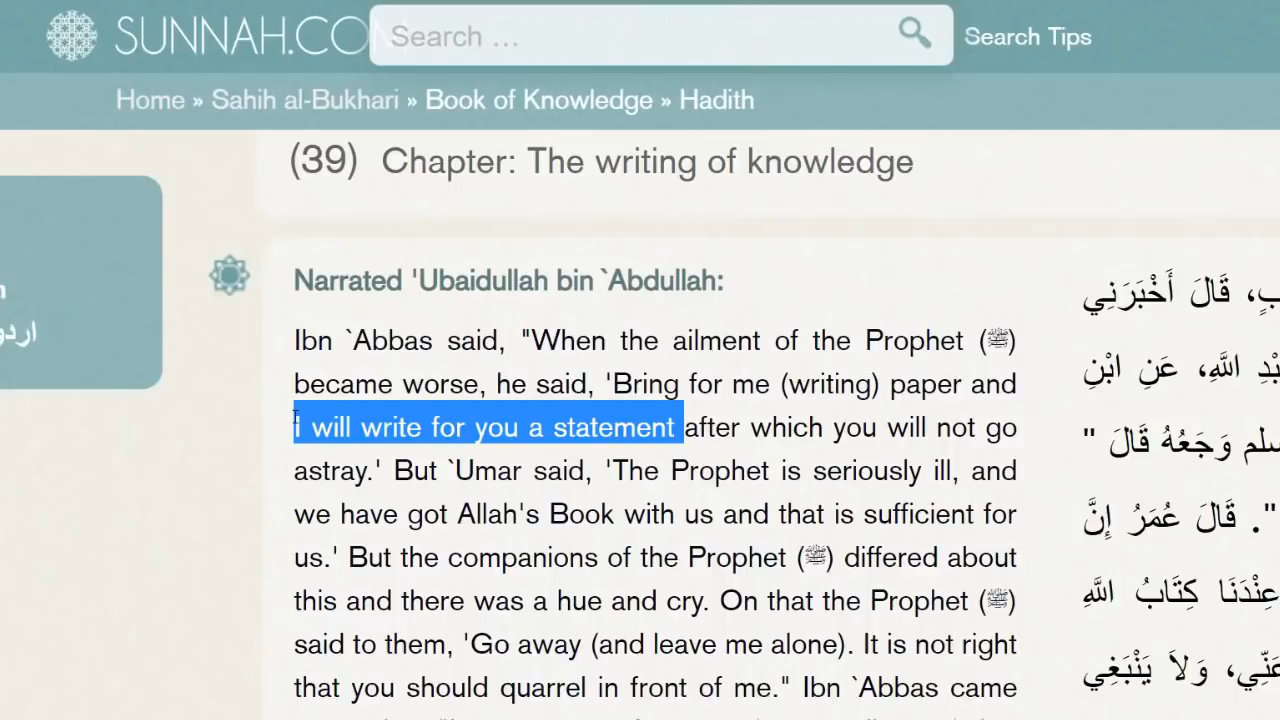 SUNNAH.CO
Search ...
Search Tips
Home » Sahih al-Bukhari » Book of Knowledge » Hadith
(39) Chapter: The writing of knowledge
اردو
Narrated 'Ubaidullah bin `Abdullah:
Ibn `Abbas said, "When the ailment of the Prophet (ﷺ)
became worse, he said, 'Bring for me (writing) paper and
I will write for you a statement after which you will not go
astray.' But `Umar said, 'The Prophet is seriously ill, and
we have got Allah's Book with us and that is sufficient for
us.' But the companions of the Prophet (ﷺ) differed about
this and there was a hue and cry. On that the Prophet (ﷺ)
said to them, 'Go away (and leave me alone). It is not right
that you should quarrel in front of me." Ibn `Abbas came
قَالَ أَخْبَرَنِي
اللَّهِ، عَنِ ابْنِ
وَجَعُهُ قَالَ "
". قَالَ عُمَرُ إِنَّ
عِنْدَنَا كِتَابُ اللَّهِ
وَلاَ يَنْبَغِي